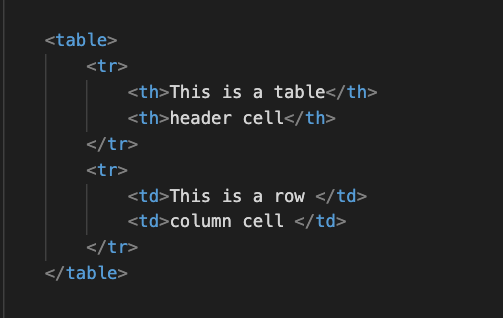 <table>
<tr>
<th>This is a table</th>
<th>header cell</th>
</tr>
<tr>
<td>This is a row </td>
<td>column cell </td>
</tr>
</table>